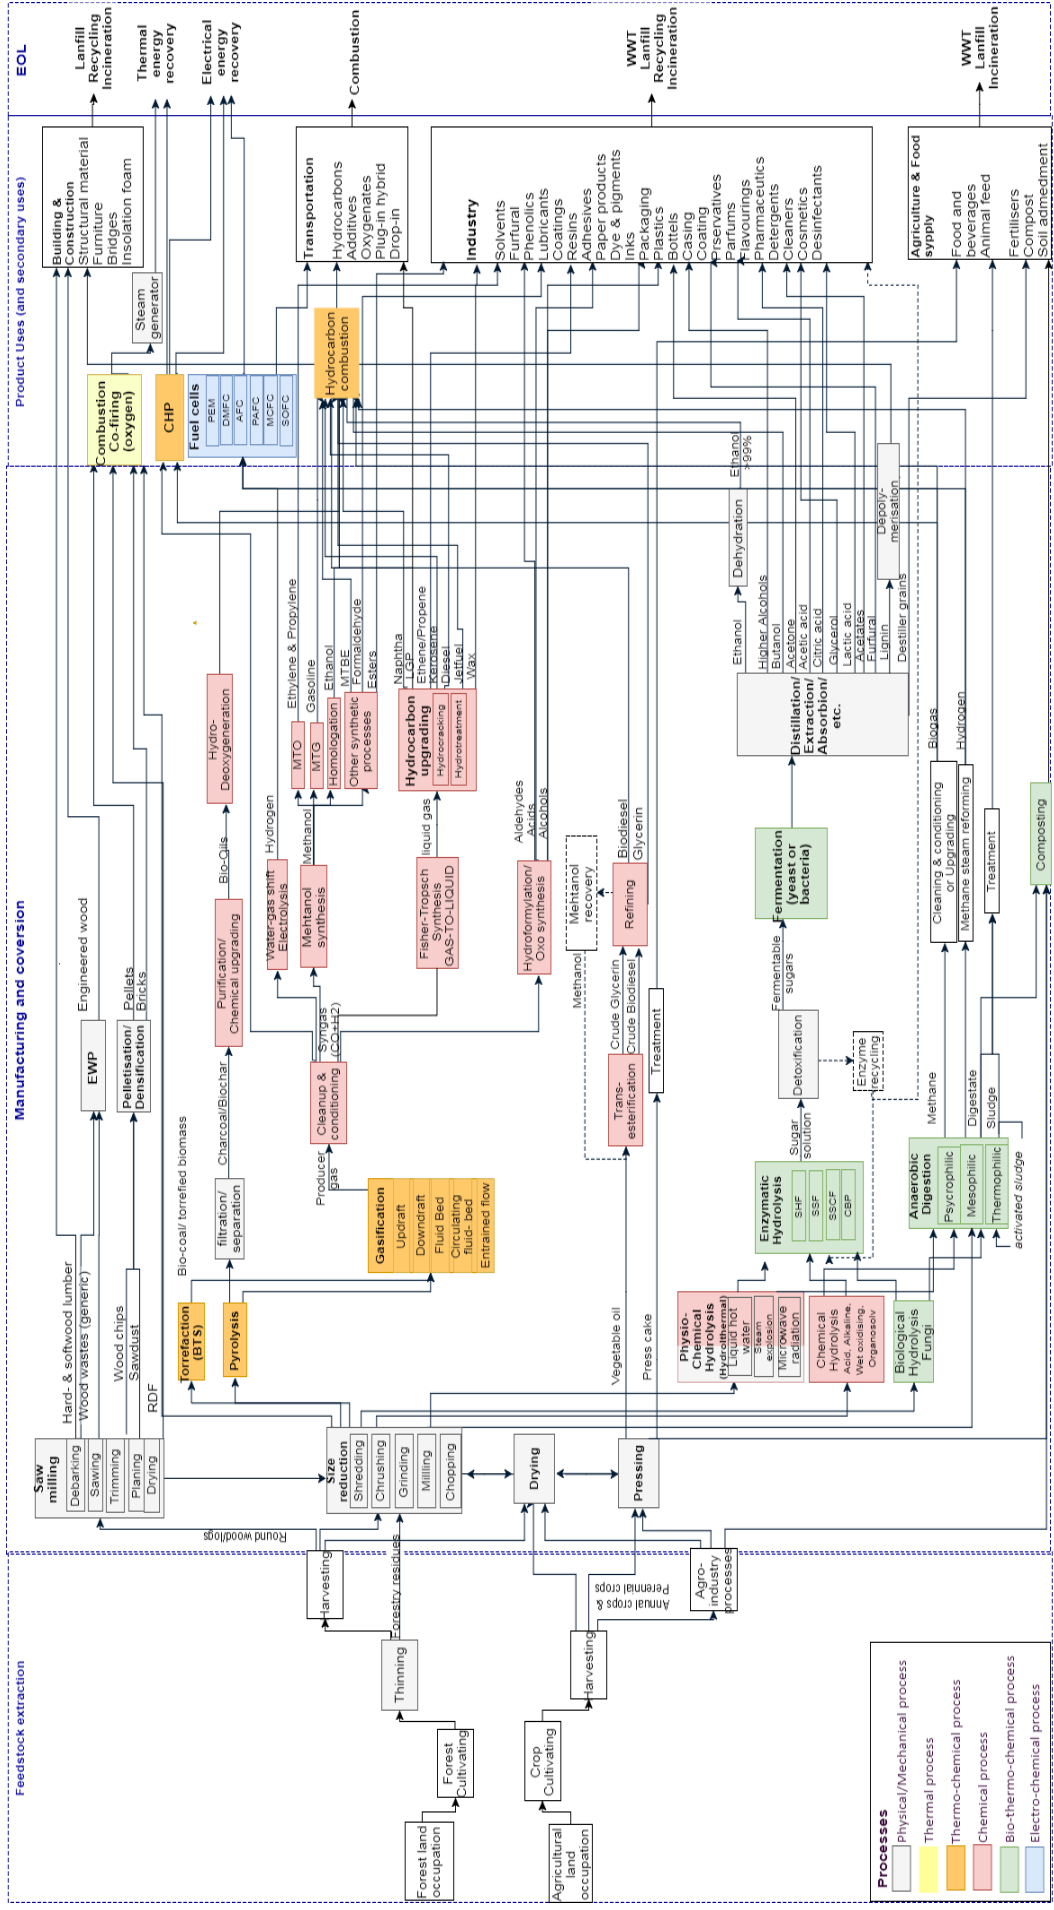 Feedstock extraction
Manufacturing and coversion
Product Uses (and secondary uses)
EOL
Forest land
occupation
Forest
Cultivating
Thinning
Harvesting
Forestry residues
Round wood/logs
Agricultural
land
occupation
Crop
Cultivating
Harvesting
Annual crops &
Perennial crops
Agro-
industry
processes
Saw
milling
Debarking
Sawing
Trimming
Planing
Drying
Hard- & softwood lumber
Wood wastes (generic)
Wood chips
Sawdust
RDF
Size
reduction
Shredding
Chrushing
Grinding
Millling
Chopping
Drying
Pressing
EWP
Engineered wood
Pelletisation/
Densification
Pellets
Bricks
Torrefaction
(BTS)
Bio-coal/ torrefied biomass
Pyrolysis
filtration/
separation
Charcoal/Biochar
Purification/
Chemical upgrading
Bio-Oils
Hydro-
Deoxygeneration
Gasification
Updraft
Downdraft
Fluid Bed
Circulating
fluid- bed
Entrained flow
Producer
gas
Cleanup &
conditioning
Syngas
(CO+H2)
Water-gas shift
Electrolysis
Hydrogen
Mehtanol
synthesis
Methanol
MTO
MTG
Homologation
Other synthetic
processes
Ethylene & Propylene
Gasoline
Ethanol
MTBE
Formaldehyde
Esters
Fisher-Tropsch
Synthesis
GAS-TO-LIQUID
liquid gas
Hydrocarbon
upgrading
Hydrocracking
Hydrotreatment
Naphtha
LGP
Ethene/Propene
Kerosene
Diesel
Jetfuel
Wax
Hydroformylation/
Oxo synthesis
Aldehydes
Acids
Alcohols
Vegetable oil
Press cake
Trans-
esterification
Crude Glycerin
Crude Biodiesel
Refining
Biodiesel
Glycerin
Methanol
Mehtanol
recovery
Treatment
Physio-
Chemical
Hydrolysis
(Hydrolthermal)
Liquid hot
water
Steam
explosion
Microwave
radiation
Chemical
Hydrolysis
Acid, Alkaline,
Wet oxidising,
Organosolv
Biological
Hydrolysis
Fungi
Enzymatic
Hydrolysis
SHF
SSF
SSCF
CBP
Sugar
solution
Detoxification
Enzyme
recycling
Fermentable
sugars
Fermentation
(yeast or
bacteria)
Distillation/
Extraction/
Absorbion/
etc.
Ethanol
Higher Alcohols
Butanol
Acetone
Acetic acid
Citric acid
Glycerol
Lactic acid
Acetates
Furfural
Lignin
Destiller grains
Dehydration
Ethanol
>99%
Depoly-
merisation
Anaerobic
Digestion
Psycrophilic
Mesophilic
Thermophilic
activated sludge
Methane
Digestate
Sludge
Cleaning & conditioning
or Upgrading
Biogas
Methane steam reforming
Hydrogen
Treatment
Composting
Combustion
Co-firing
(oxygen)
Steam
generator
CHP
Fuel cells
PEM
DMFC
AFC
PAFC
MCFC
SOFC
Hydrocarbon
combustion
Building &
Construction
Structural material
Furniture
Bridges
Insolation foam
Transportation
Hydrocarbons
Additives
Oxygenates
Plug-in hybrid
Drop-in
Industry
Solvents
Furfural
Phenolics
Lubricants
Coatings
Resins
Adhesives
Paper products
Dye & pigments
Inks
Packaging
Plastics
Bottels
Casing
Coating
Prservatives
Parfums
Flavourings
Pharmaceutics
Detergents
Cleaners
Cosmetics
Desinfectants
Agriculture & Food
sypply
Food and
beverages
Animal feed
Fertilisers
Compost
Soil admedment
Lanfill
Recycling
Incineration
Thermal
energy
recovery
Electrical
energy
recovery
Combustion
WWT
Lanfill
Recycling
Incineration
WWT
Lanfill
Incineration
Processes
Physical/Mechanical process
Thermal process
Thermo-chemical process
Chemical process
Bio-thermo-chemical process
Electro-chemical process